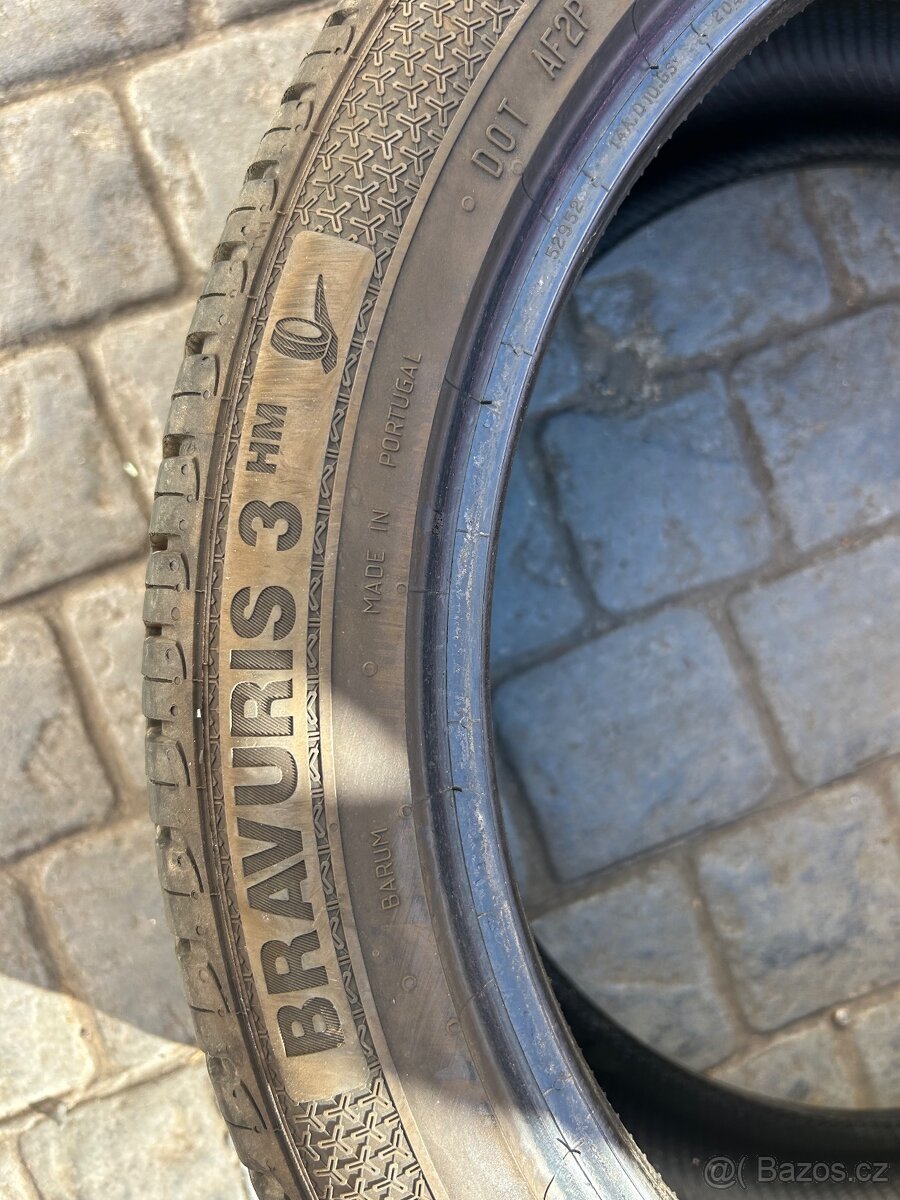 BRAVURIS 3 HM
BARUM
MADE IN PORTUGAL
DOT AF2P
@( Bazos.cz